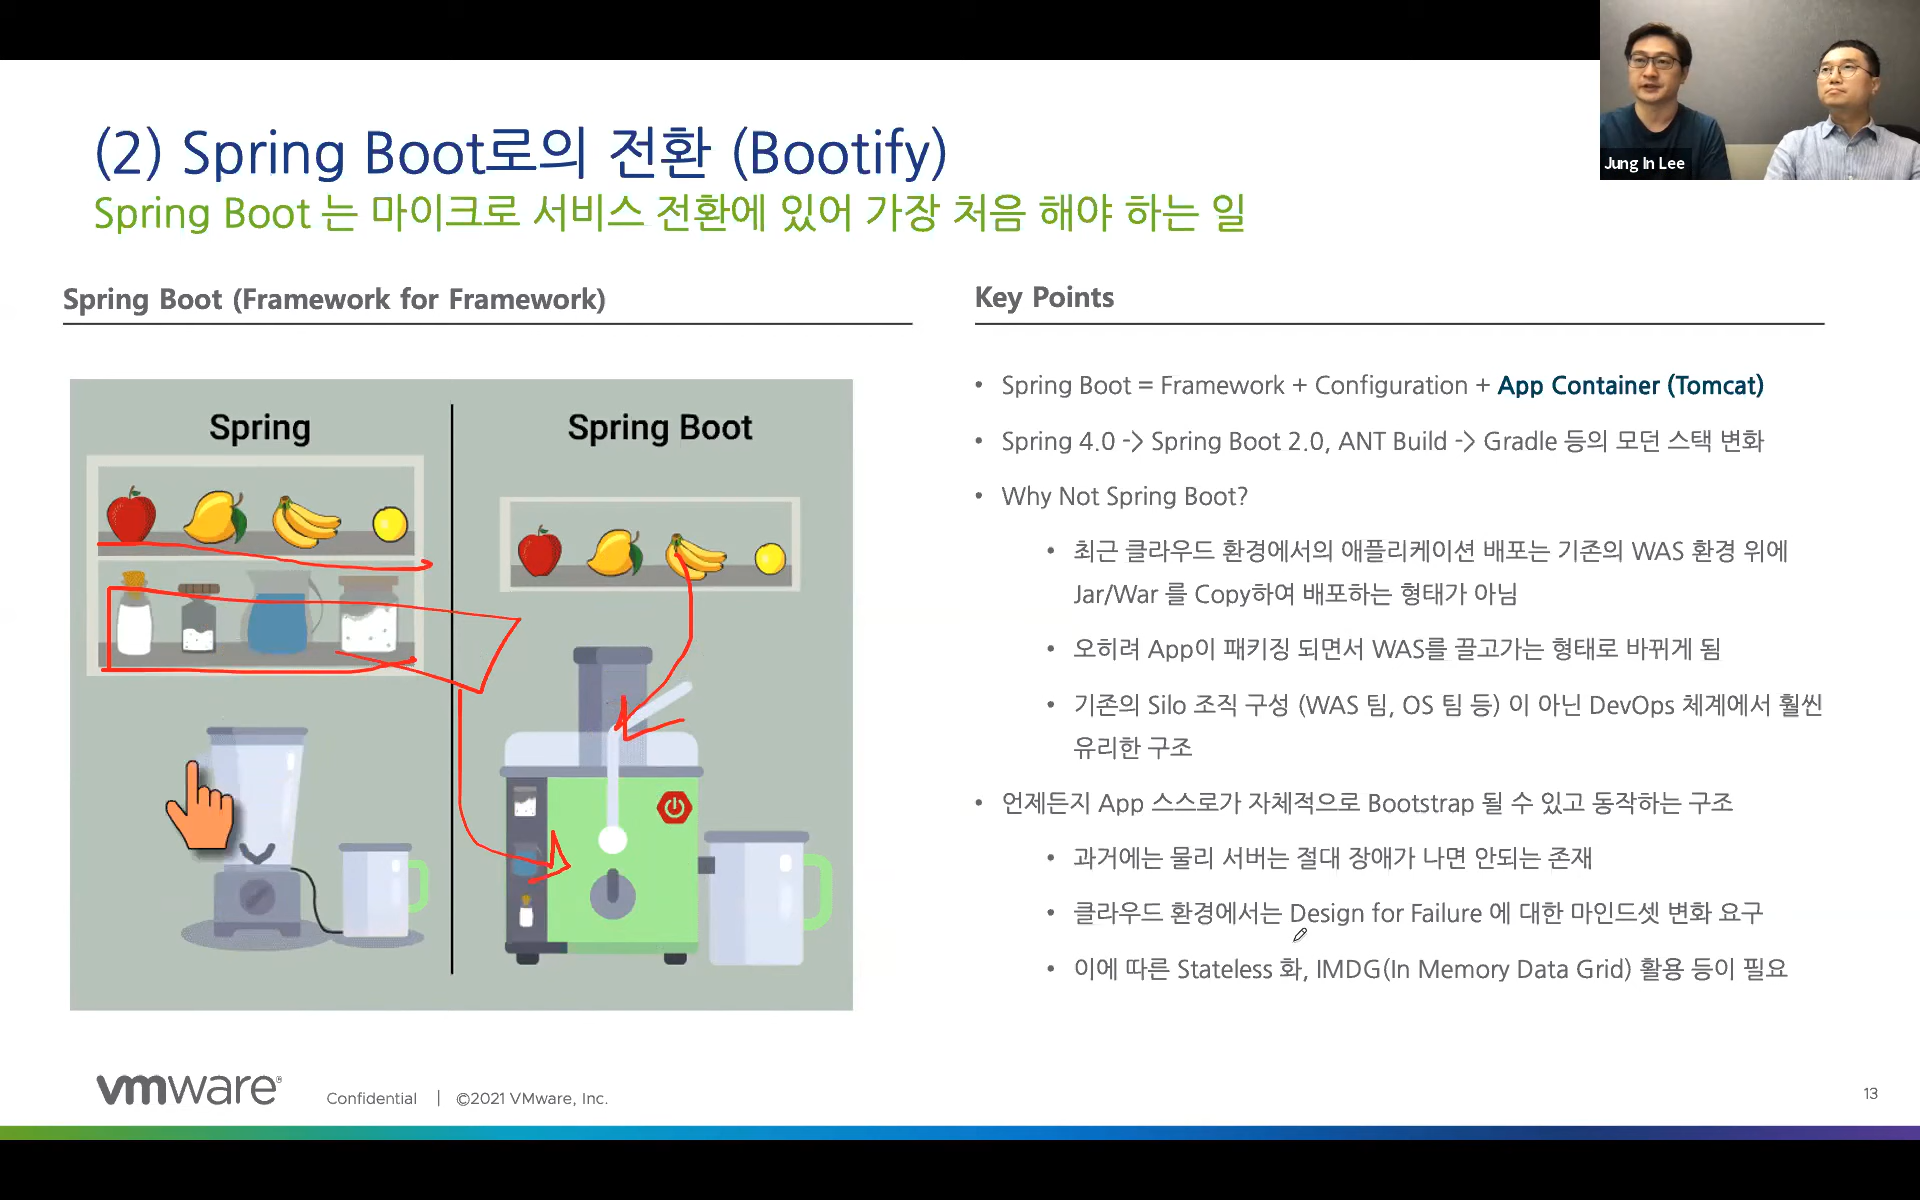 Jung In Lee
(2) Spring Boot로의 전환 (Bootify)
Spring Boot 는 마이크로 서비스 전환에 있어 가장 처음 해야 하는 일
Spring Boot (Framework for Framework)
Spring
Spring Boot
Key Points
• Spring Boot = Framework + Configuration + App Container (Tomcat)
• Spring 4.0 -> Spring Boot 2.0, ANT Build -> Gradle 등의 모던 스택 변화
• Why Not Spring Boot?
• 최근 클라우드 환경에서의 애플리케이션 배포는 기존의 WAS 환경 위에
Jar/War 를 Copy하여 배포하는 형태가 아님
• 오히려 App이 패키징 되면서 WAS를 끌고가는 형태로 바뀌게 됨
• 기존의 Silo 조직 구성 (WAS 팀, OS 팀 등) 이 아닌 DevOps 체계에서 훨씬
유리한 구조
• 언제든지 App 스스로가 자체적으로 Bootstrap 될 수 있고 동작하는 구조
• 과거에는 물리 서버는 절대 장애가 나면 안되는 존재
• 클라우드 환경에서는 Design for Failure 에 대한 마인드셋 변화 요구
• 이에 따른 Stateless 화, IMDG(In Memory Data Grid) 활용 등이 필요
vmware®
Confidential | ©2021 VMware, Inc.
13